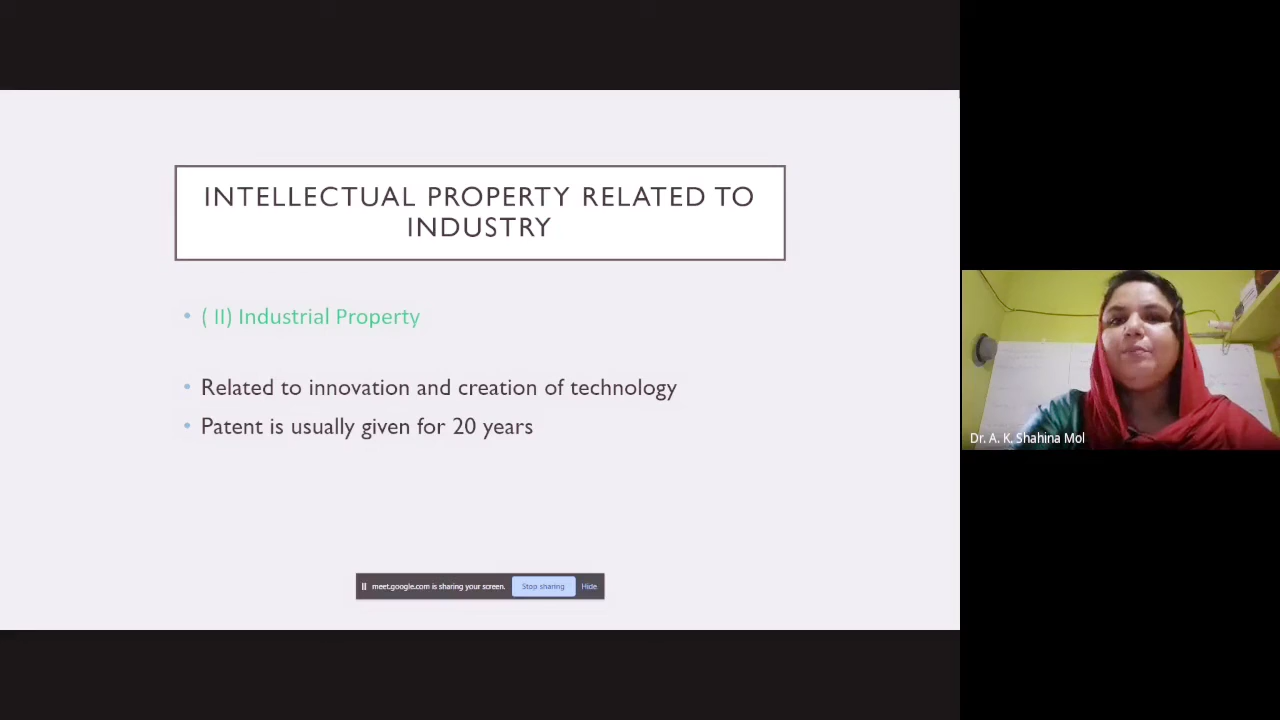 INTELLECTUAL PROPERTY RELATED TO
INDUSTRY
• ( II) Industrial Property
• Related to innovation and creation of technology
• Patent is usually given for 20 years
meet.google.com is sharing your screen. Stop sharing Hide
Dr. A. K. Shahina Mol